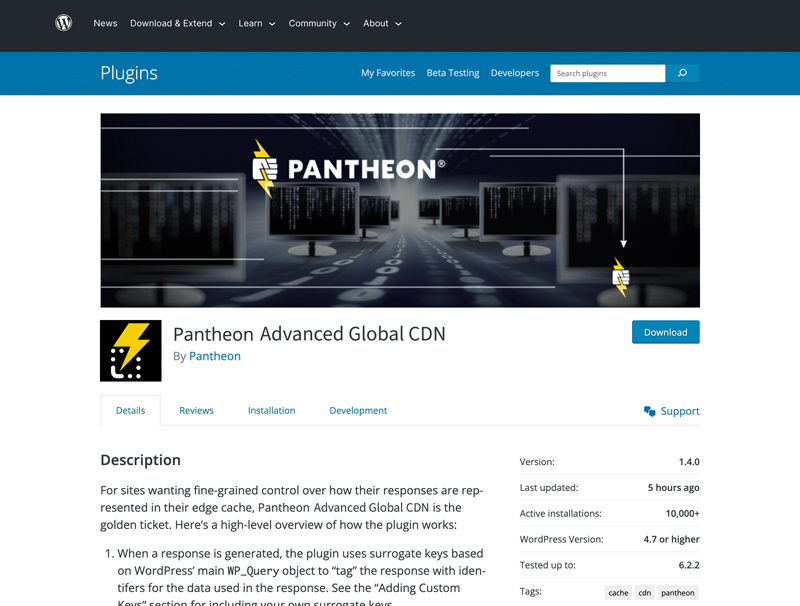 News Download & Extend Learn Community About
Plugins My Favorites Beta Testing Developers Search plugins
PANTHEON®
Pantheon Advanced Global CDN
Download
By Pantheon
Details Reviews Installation Development Support
Description
For sites wanting fine-grained control over how their responses are rep-
resented in their edge cache, Pantheon Advanced Global CDN is the
golden ticket. Here’s a high-level overview of how the plugin works:
1. When a response is generated, the plugin uses surrogate keys based
on WordPress’ main WP_Query object to “tag” the response with iden-
tifers for the data used in the response. See the “Adding Custom
Keys” section for including your own surrogate keys.
Version: 1.4.0
Last updated: 5 hours ago
Active installations: 10,000+
WordPress Version: 4.7 or higher
Tested up to: 6.2.2
Tags: cache cdn pantheon